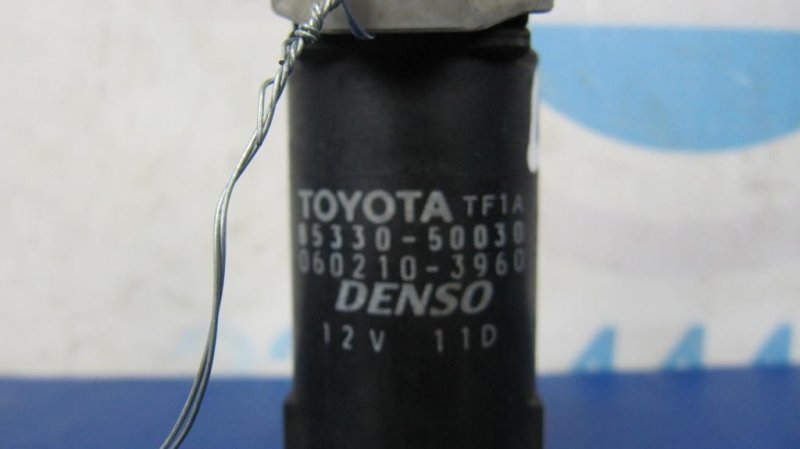 TOYOTA TF1A
85330-50030
060210-3960
DENSO
12V 11D